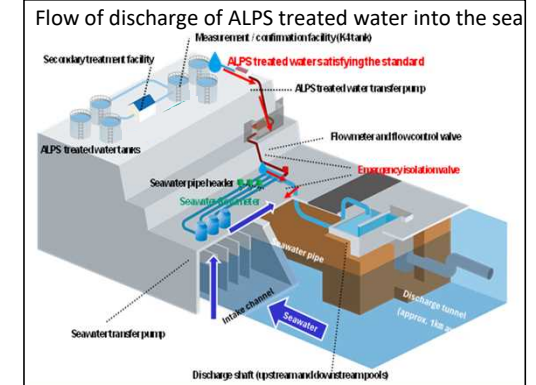 Flow of discharge of ALPS treated water into the sea
Measurement / confirmation facility (K4 tank)
Secondary treatment facility
ALPS treated water satisfying the standard
ALPS treated water transfer pump
Flowmeter and flow control valve
ALPS treated water tanks
Emergency isolation valve
Seawater pipe header
Seawater flowmeter
Seawater pipe
Intake channel
Seawater
Discharge tunnel
(approx. 1km
Seawater transfer pump
Discharge shaft (upstream and downstream pools)